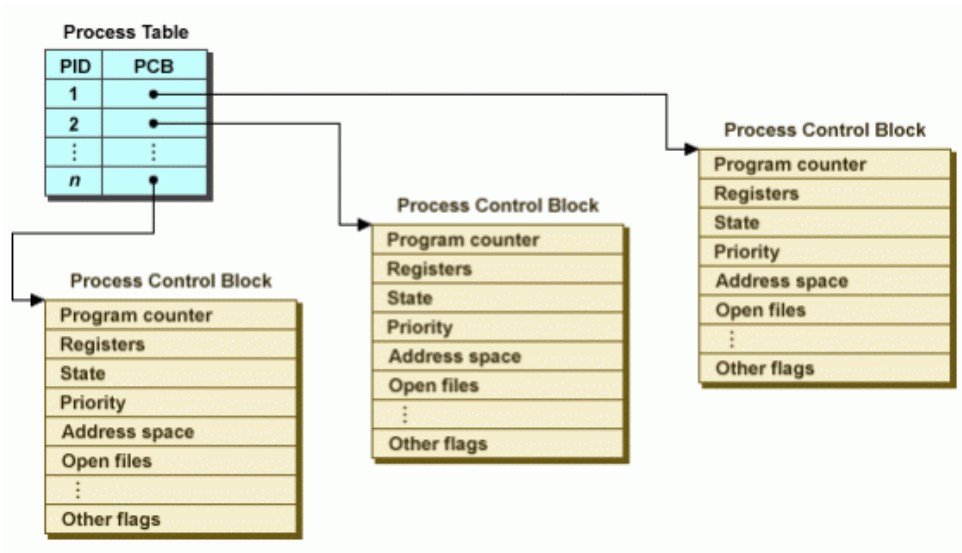 Process Table
PID PCB
1
2
⋮ ⋮
n
Process Control Block
Program counter
Registers
State
Priority
Address space
Open files
⋮
Other flags
Process Control Block
Program counter
Registers
State
Priority
Address space
Open files
⋮
Other flags
Process Control Block
Program counter
Registers
State
Priority
Address space
Open files
⋮
Other flags